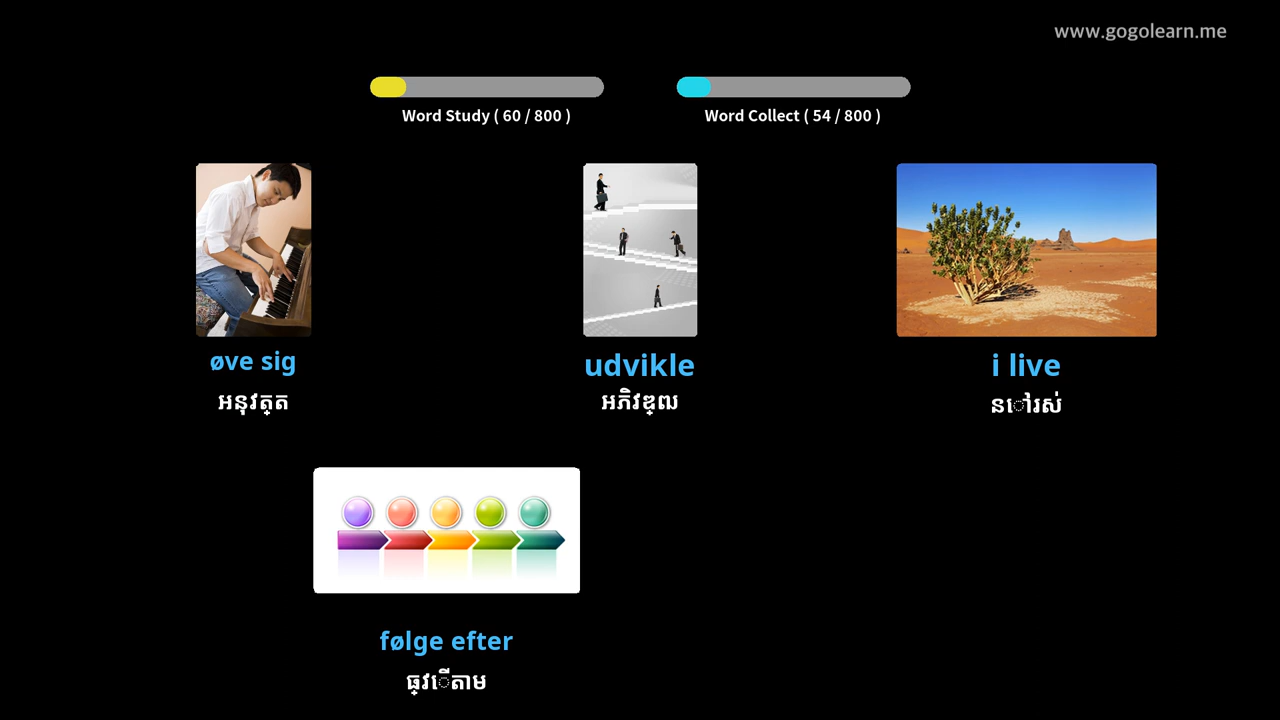 www.gogolearn.me
Word Study ( 60 / 800 )
Word Collect ( 54 / 800 )
øve sig
udvikle
i live
អនុវត្ត
អភិវឌ្ឍ
នៅរស់
følge efter
ធ្វើតាម